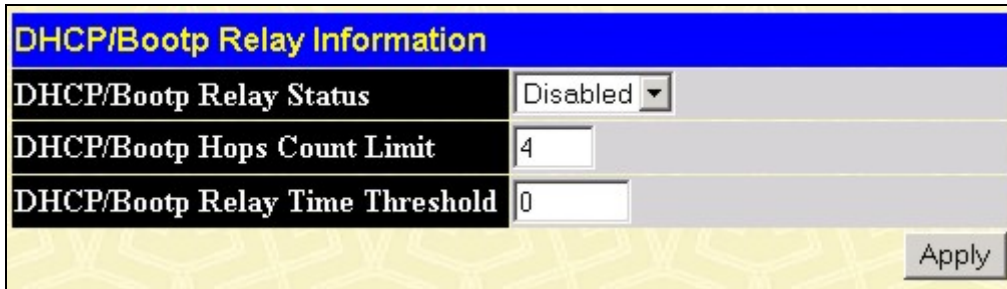 DHCP/Bootp Relay Information
DHCP/Bootp Relay Status Disabled
DHCP/Bootp Hops Count Limit 4
DHCP/Bootp Relay Time Threshold 0
Apply